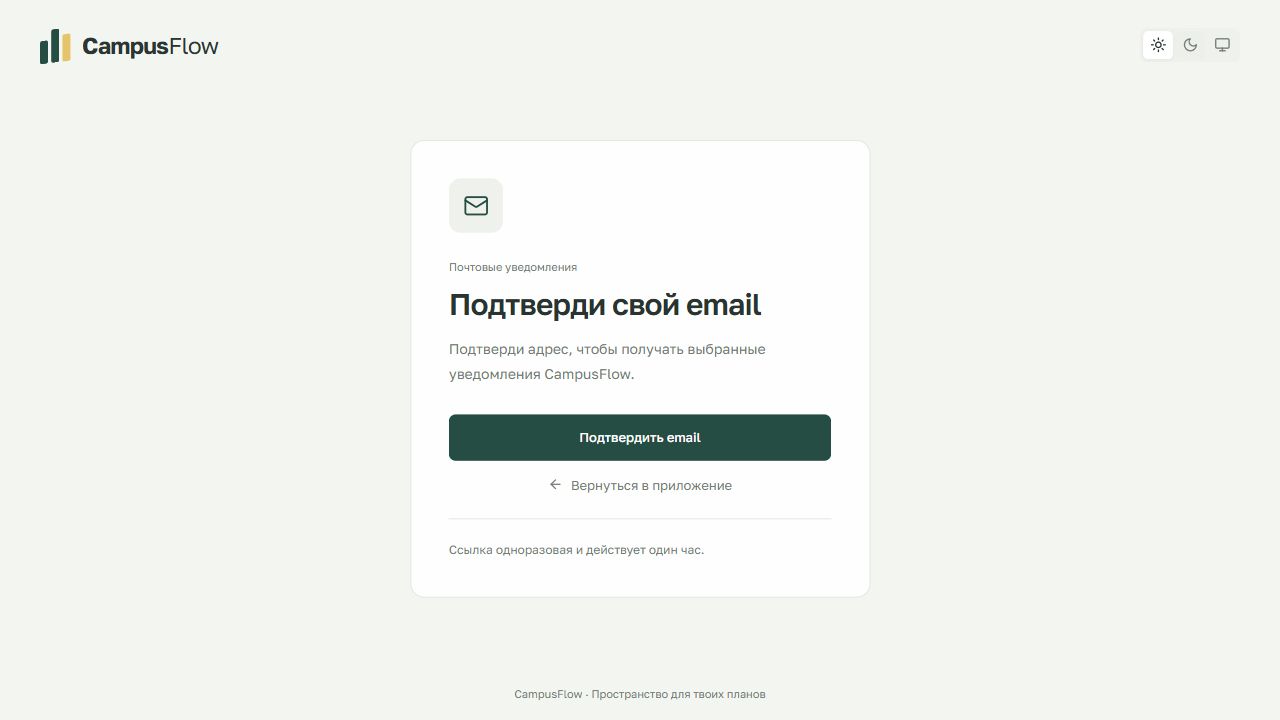 CampusFlow
Почтовые уведомления
Подтверди свой email
Подтверди адрес, чтобы получать выбранные
уведомления CampusFlow.
Подтвердить email
Вернуться в приложение
Ссылка одноразовая и действует один час.
CampusFlow · Пространство для твоих планов